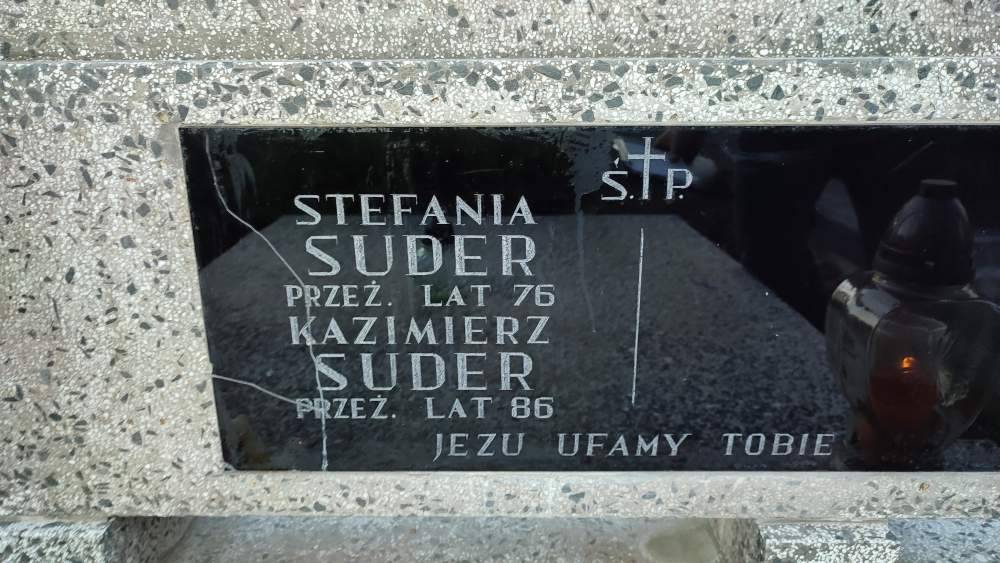 Ś. P.
STEFANIA
SUDER
PRZEŻ. LAT 76
KAZIMIERZ
SUDER
PRZEŻ. LAT 86
JEZU UFAMY TOBIE